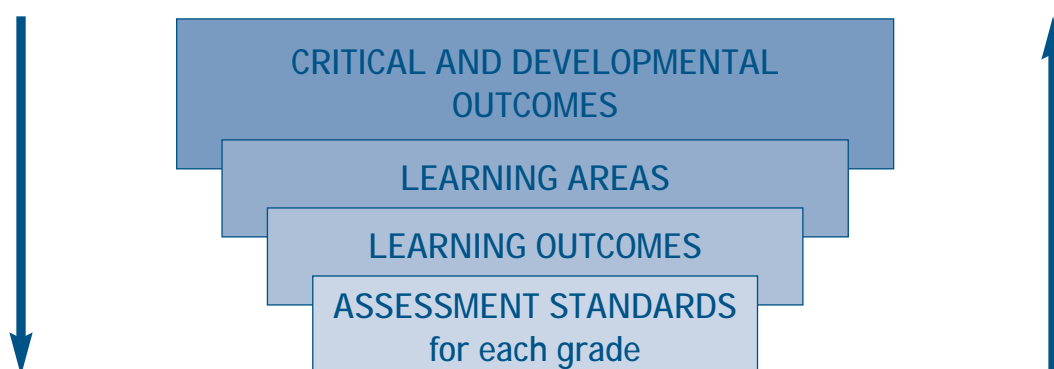 CRITICAL AND DEVELOPMENTAL
OUTCOMES
LEARNING AREAS
LEARNING OUTCOMES
ASSESSMENT STANDARDS
for each grade